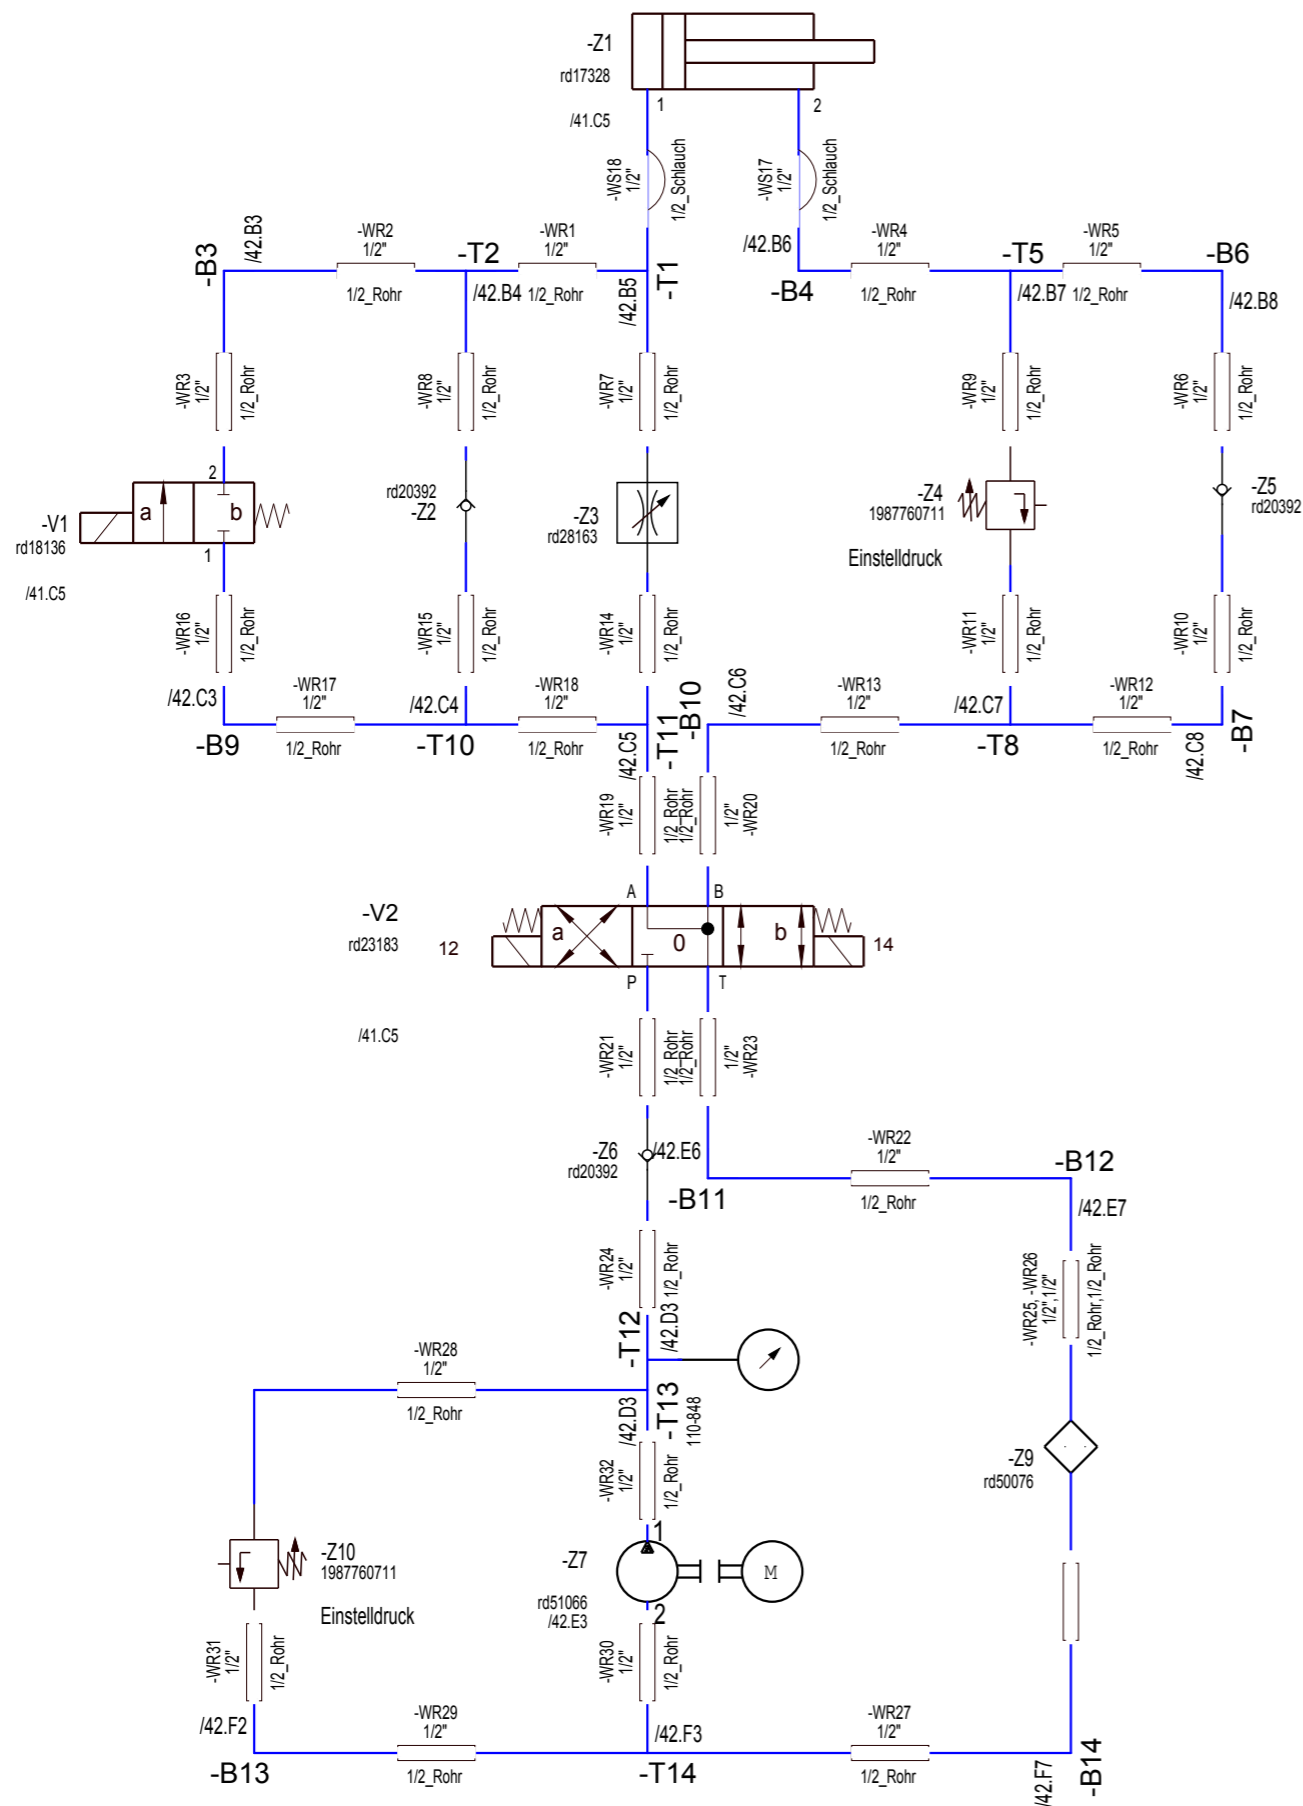 -Z1
rd17328
/41.C5
1
2
-WS18
1/2"
1/2_Schlauch
-WS17
1/2"
1/2_Schlauch
-B3
/42.B3
-WR2
1/2"
1/2_Rohr
-T2
/42.B4
-WR1
1/2"
1/2_Rohr
/42.B5
-T1
/42.B6
-B4
-WR4
1/2"
1/2_Rohr
-T5
/42.B7
-WR5
1/2"
1/2_Rohr
-B6
/42.B8
-WR3
1/2"
1/2_Rohr
-WR8
1/2"
1/2_Rohr
-WR7
1/2"
1/2_Rohr
-WR9
1/2"
1/2_Rohr
-WR6
1/2"
1/2_Rohr
-V1
rd18136
/41.C5
2
a
b
1
rd20392
-Z2
-Z3
rd28163
-Z4
1987760711
Einstelldruck
-Z5
rd20392
-WR16
1/2"
1/2_Rohr
-WR15
1/2"
1/2_Rohr
-WR14
1/2"
1/2_Rohr
-WR11
1/2"
1/2_Rohr
-WR10
1/2"
1/2_Rohr
/42.C3
-B9
-WR17
1/2"
1/2_Rohr
/42.C4
-T10
-WR18
1/2"
1/2_Rohr
/42.C5
-T11
-B10
/42.C6
-WR13
1/2"
1/2_Rohr
/42.C7
-T8
-WR12
1/2"
1/2_Rohr
/42.C8
-B7
-WR19
1/2"
1/2_Rohr
1/2_Rohr
1/2"
-WR20
-V2
rd23183
/41.C5
12
A
B
a
0
b
14
P
T
-WR21
1/2"
1/2_Rohr
1/2_Rohr
1/2"
-WR23
-Z6
rd20392
/42.E6
-B11
-WR22
1/2"
1/2_Rohr
-B12
/42.E7
-WR24
1/2"
1/2_Rohr
-WR25, -WR26
1/2",1/2"
1/2_Rohr,1/2_Rohr
-T12
/42.D3
-WR28
1/2"
1/2_Rohr
/42.D3
-T13
110-848
-WR32
1/2"
1/2_Rohr
-Z9
rd50076
-Z10
1987760711
Einstelldruck
-Z7
rd51066
/42.E3
1
2
M
-WR31
1/2"
1/2_Rohr
-WR30
1/2"
1/2_Rohr
/42.F2
-B13
-WR29
1/2"
1/2_Rohr
/42.F3
-T14
-WR27
1/2"
1/2_Rohr
/42.F7
-B14